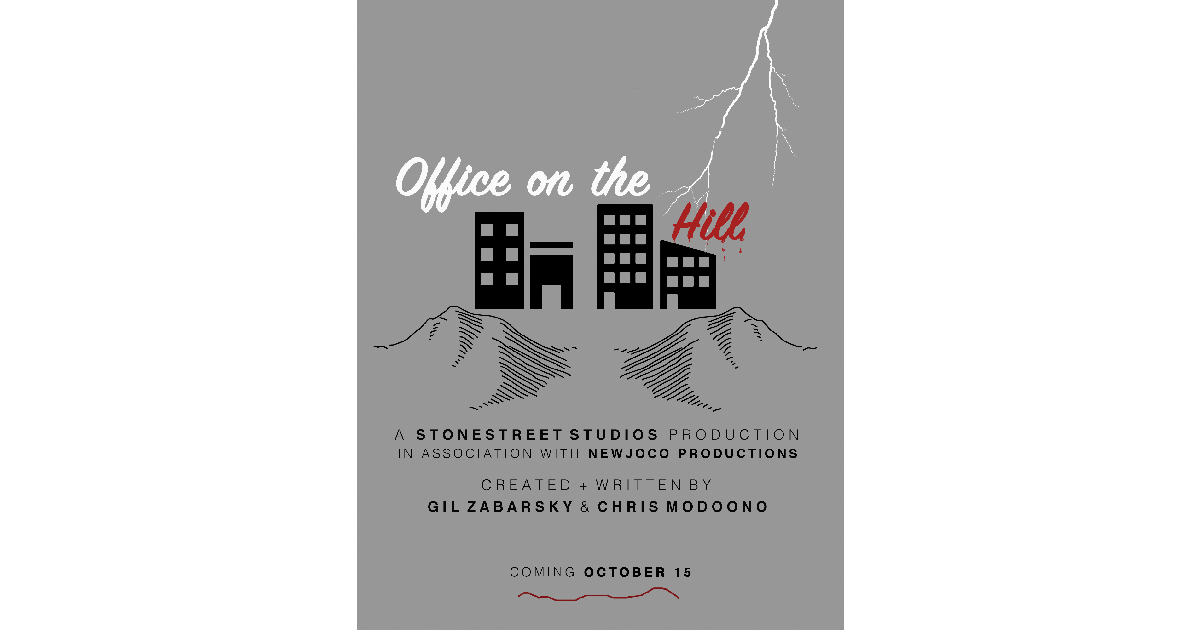 Office on the
Hill
A STONESTREET STUDIOS PRODUCTION
IN ASSOCIATION WITH NEWJOCO PRODUCTIONS
CREATED + WRITTEN BY
GIL ZABARSKY & CHRIS MODOONO
COMING OCTOBER 15